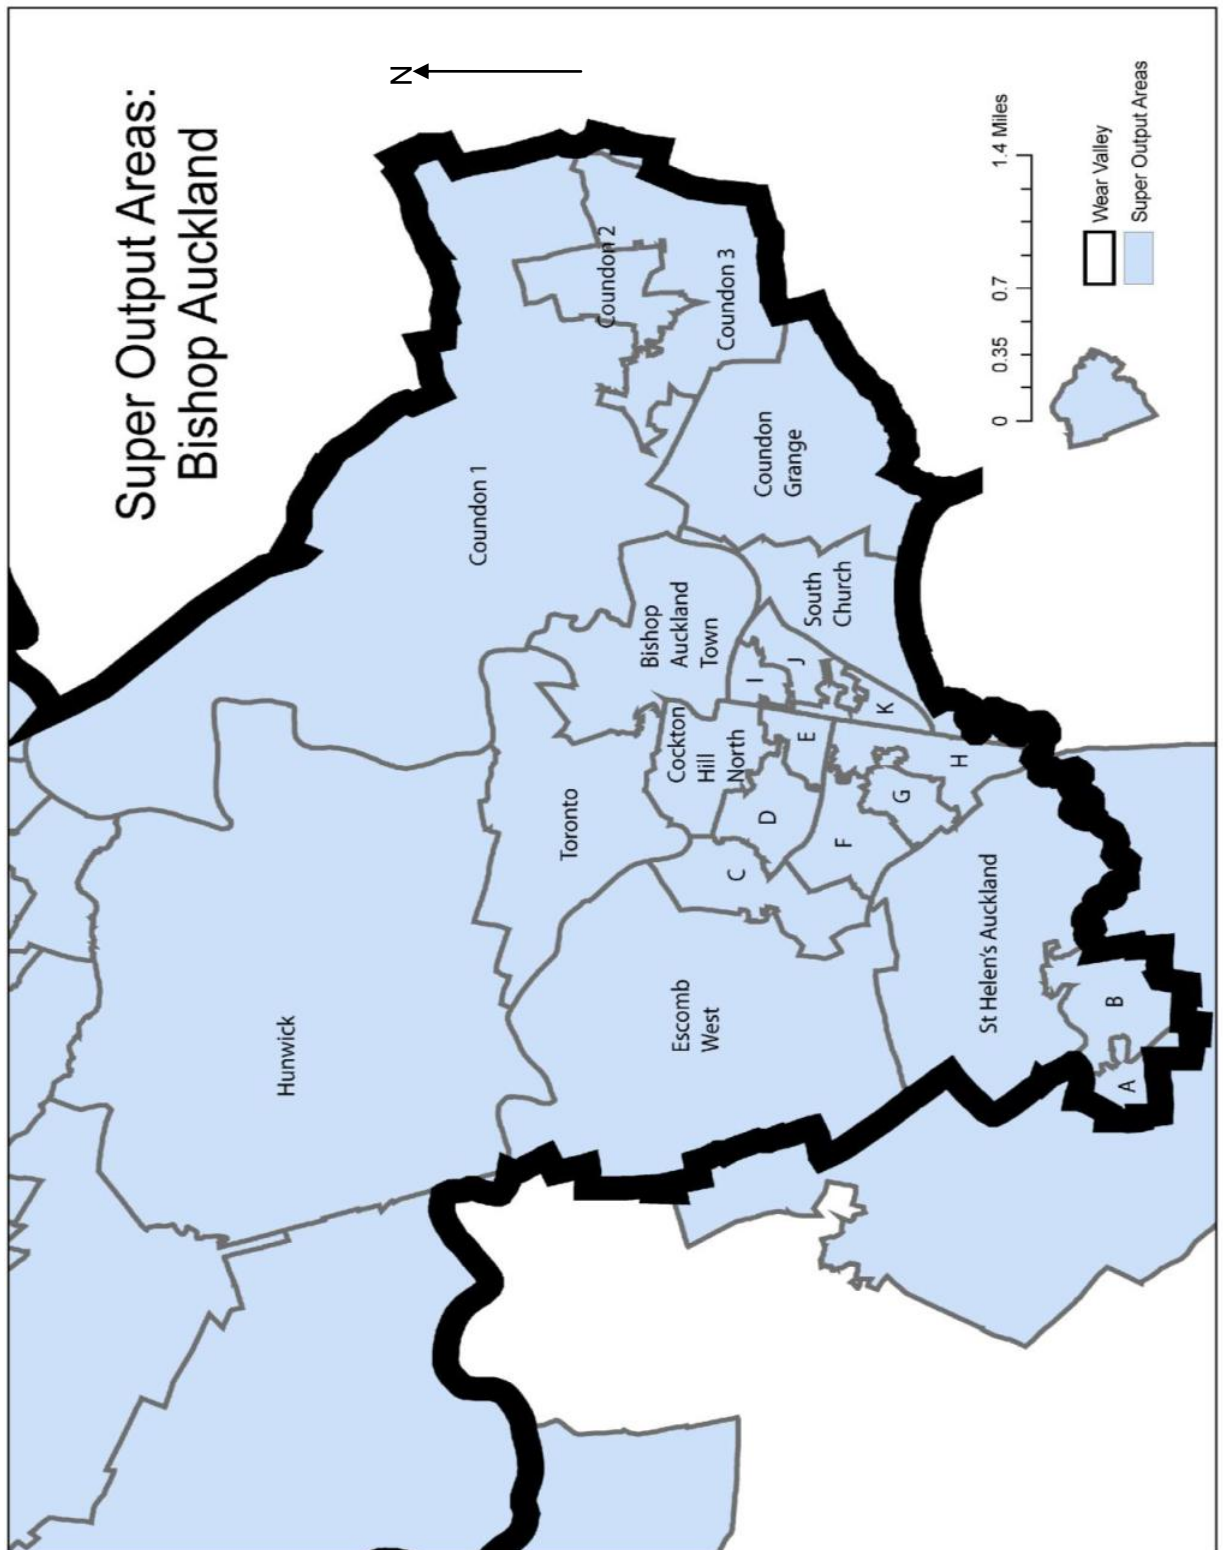 Super Output Areas:
Bishop Auckland
N
Hunwick
Coundon 1
Coundon 2
Coundon 3
Toronto
Bishop
Auckland
Town
Coundon
Grange
Escomb
West
Cockton
Hill
North
South
Church
C
D
E
I
J
K
F
G
H
St Helen's Auckland
A
B
0
0.35
0.7
1.4 Miles
Wear Valley
Super Output Areas